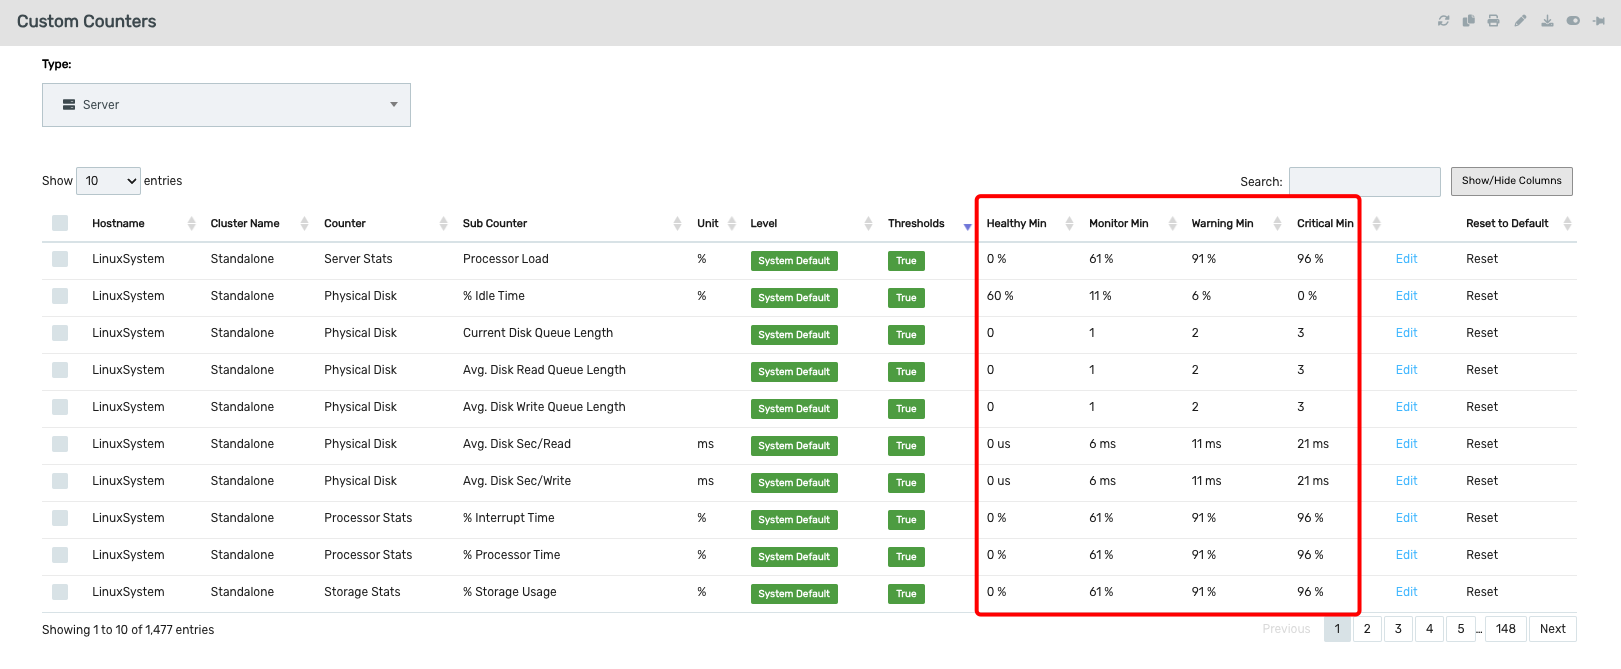 Custom Counters
Type:
Server
Show 10 entries Search: Show/Hide Columns
Hostname Cluster Name Counter Sub Counter Unit Level Thresholds Healthy Min Monitor Min Warning Min Critical Min Reset to Default
LinuxSystem Standalone Server Stats Processor Load % System Default True 0 % 61 % 91 % 96 % Edit Reset
LinuxSystem Standalone Physical Disk % Idle Time % System Default True 60 % 11 % 6 % 0 % Edit Reset
LinuxSystem Standalone Physical Disk Current Disk Queue Length System Default True 0 1 2 3 Edit Reset
LinuxSystem Standalone Physical Disk Avg. Disk Read Queue Length System Default True 0 1 2 3 Edit Reset
LinuxSystem Standalone Physical Disk Avg. Disk Write Queue Length System Default True 0 1 2 3 Edit Reset
LinuxSystem Standalone Physical Disk Avg. Disk Sec/Read ms System Default True 0 us 6 ms 11 ms 21 ms Edit Reset
LinuxSystem Standalone Physical Disk Avg. Disk Sec/Write ms System Default True 0 us 6 ms 11 ms 21 ms Edit Reset
LinuxSystem Standalone Processor Stats % Interrupt Time % System Default True 0 % 61 % 91 % 96 % Edit Reset
LinuxSystem Standalone Processor Stats % Processor Time % System Default True 0 % 61 % 91 % 96 % Edit Reset
LinuxSystem Standalone Storage Stats % Storage Usage % System Default True 0 % 61 % 91 % 96 % Edit Reset
Showing 1 to 10 of 1,477 entries Previous 1 2 3 4 5 ... 148 Next